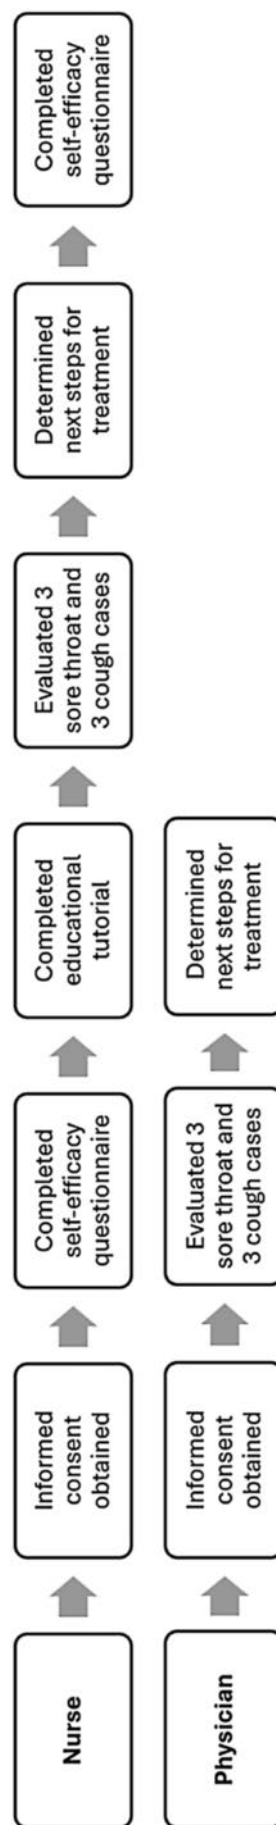 Nurse
Informed
consent
obtained
Completed
self-efficacy
questionnaire
Completed
educational
tutorial
Evaluated 3
sore throat and
3 cough cases
Determined
next steps for
treatment
Completed
self-efficacy
questionnaire
Physician
Informed
consent
obtained
Evaluated 3
sore throat and
3 cough cases
Determined
next steps for
treatment